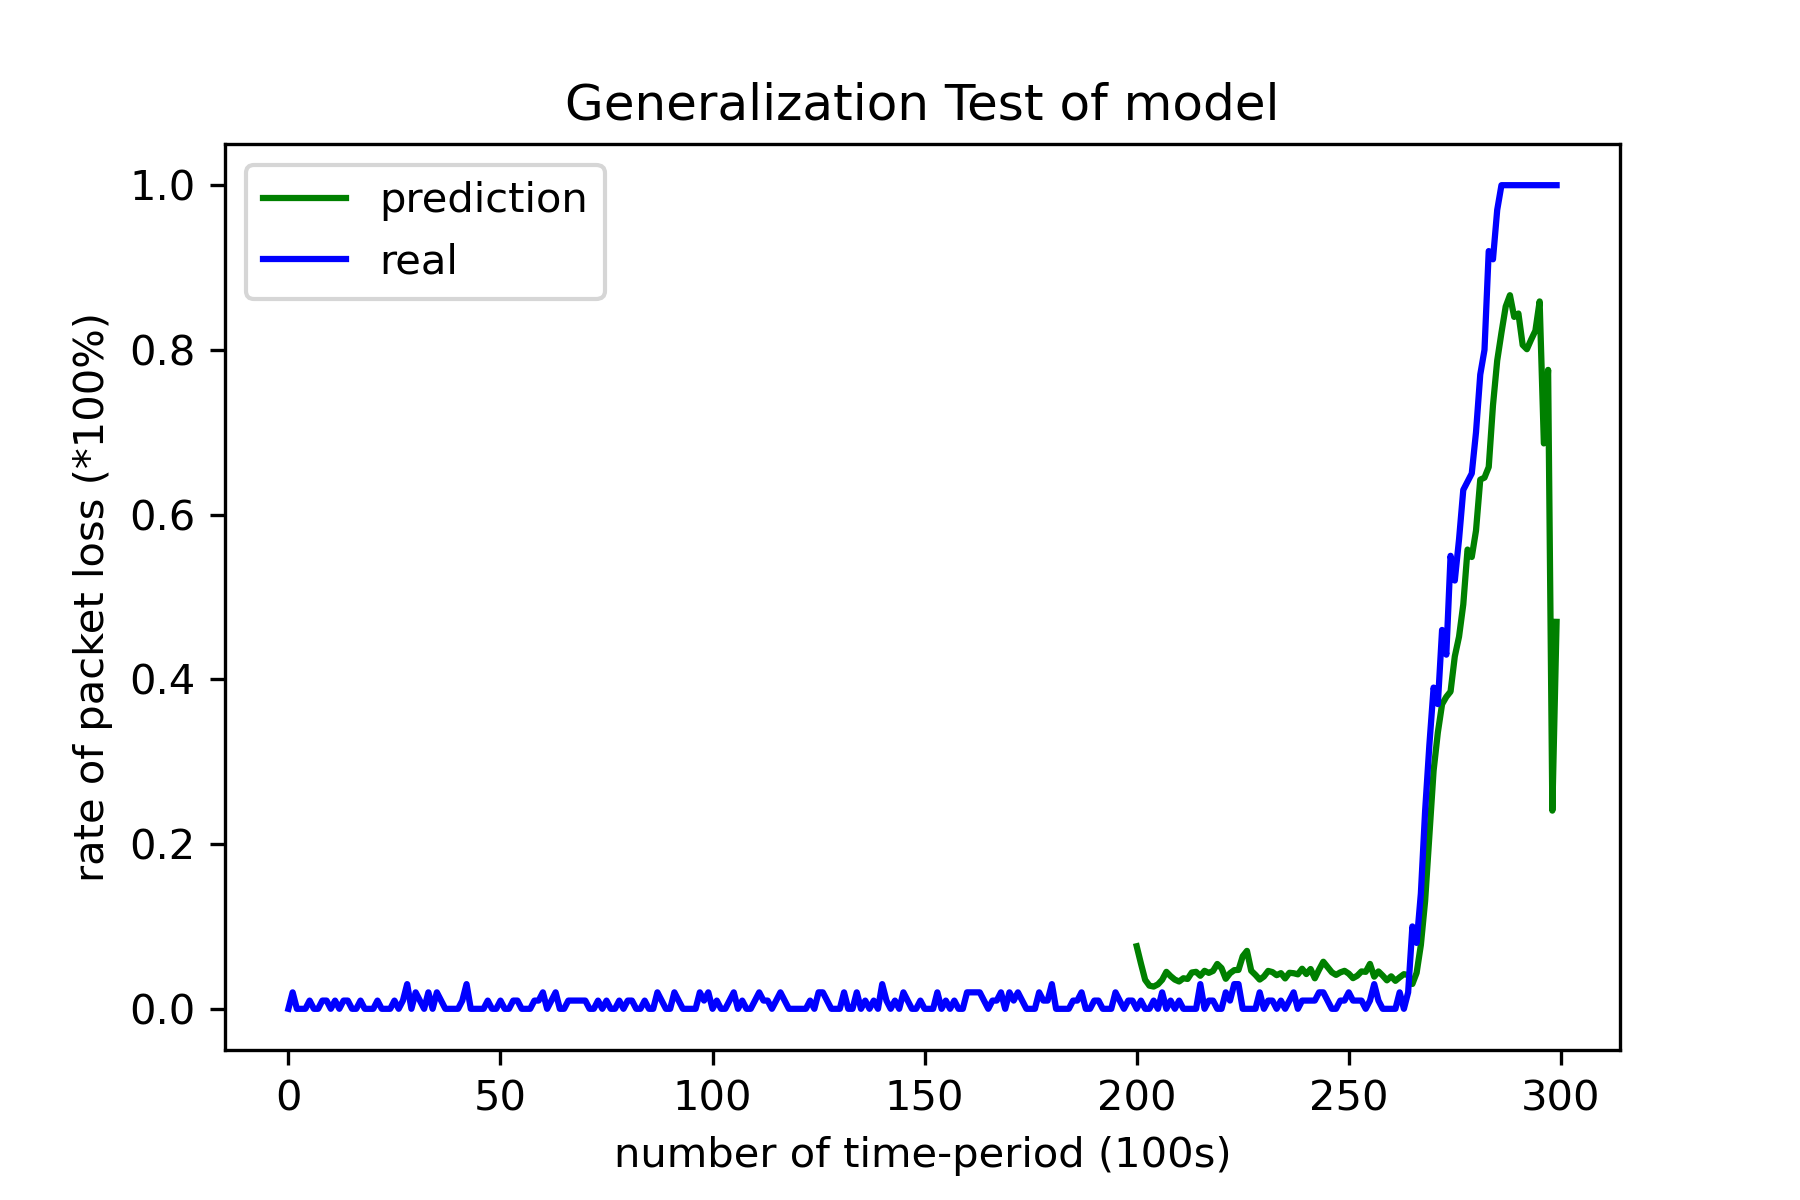 Generalization Test of model
prediction
real
rate of packet loss (*100%)
1.0
0.8
0.6
0.4
0.2
0.0
0 50 100 150 200 250 300
number of time-period (100s)